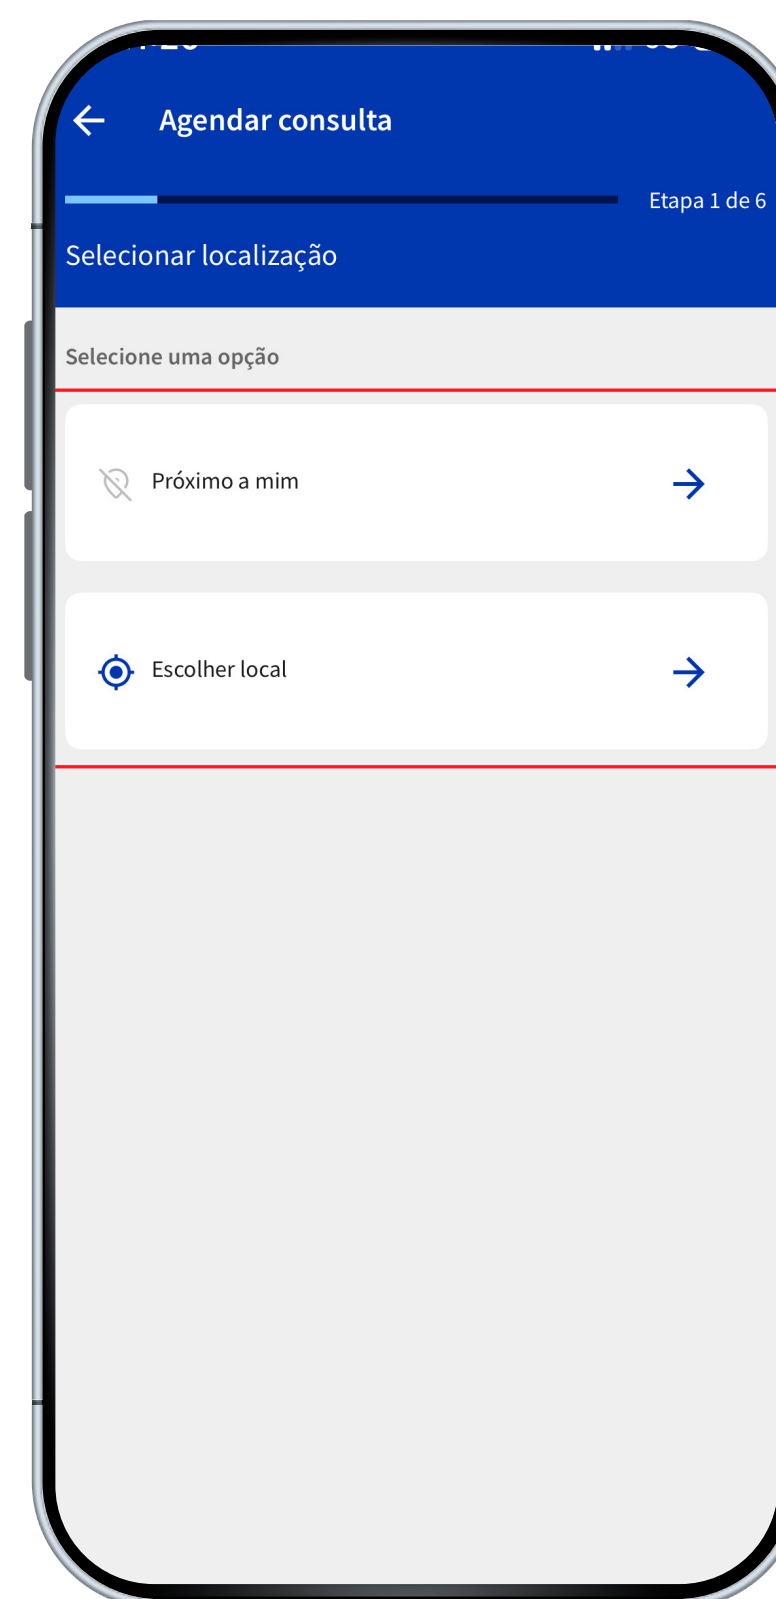 Agendar consulta
Etapa 1 de 6
Selecionar localização
Selecione uma opção
Próximo a mim
Escolher local